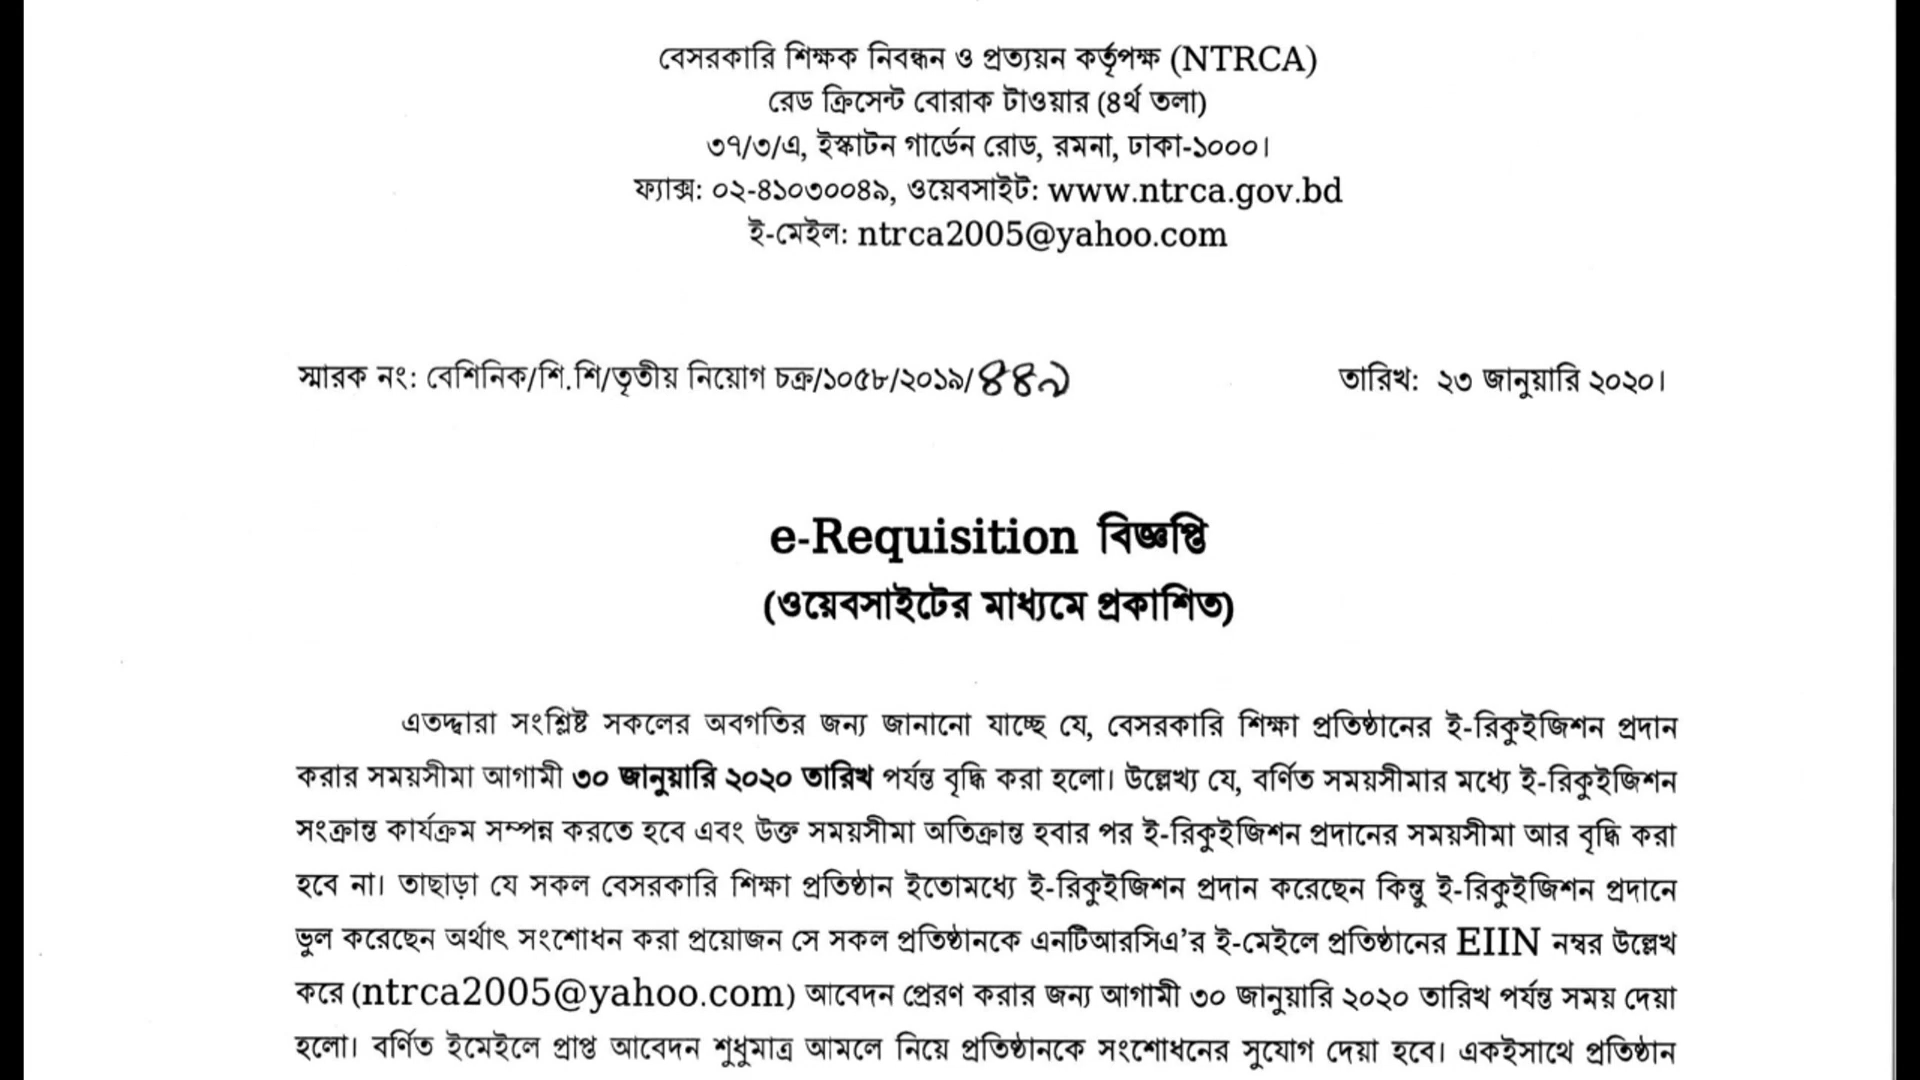 বেসরকারি শিক্ষক নিবন্ধন ও প্রত্যয়ন কর্তৃপক্ষ (NTRCA)
রেড ক্রিসেন্ট বোরাক টাওয়ার (৪র্থ তলা)
৩৭/৩/এ, ইস্কাটন গার্ডেন রোড, রমনা, ঢাকা-১০০০।
ফ্যাক্স: ০২-৪১০৩০০৪৯, ওয়েবসাইট: www.ntrca.gov.bd
ই-মেইল: ntrca2005@yahoo.com
স্মারক নং: বেশিনিক/শি.শি/তৃতীয় নিয়োগ চক্র/১০৫৮/২০১৯/৪৪৯ তারিখ: ২৩ জানুয়ারি ২০২০।
e-Requisition বিজ্ঞপ্তি
(ওয়েবসাইটের মাধ্যমে প্রকাশিত)
এতদ্দ্বারা সংশ্লিষ্ট সকলের অবগতির জন্য জানানো যাচ্ছে যে, বেসরকারি শিক্ষা প্রতিষ্ঠানের ই-রিকুইজিশন প্রদান
করার সময়সীমা আগামী ৩০ জানুয়ারি ২০২০ তারিখ পর্যন্ত বৃদ্ধি করা হলো। উল্লেখ্য যে, বর্ণিত সময়সীমার মধ্যে ই-রিকুইজিশন
সংক্রান্ত কার্যক্রম সম্পন্ন করতে হবে এবং উক্ত সময়সীমা অতিক্রান্ত হবার পর ই-রিকুইজিশন প্রদানের সময়সীমা আর বৃদ্ধি করা
হবে না। তাছাড়া যে সকল বেসরকারি শিক্ষা প্রতিষ্ঠান ইতোমধ্যে ই-রিকুইজিশন প্রদান করেছেন কিন্তু ই-রিকুইজিশন প্রদানে
ভুল করেছেন অর্থাৎ সংশোধন করা প্রয়োজন সে সকল প্রতিষ্ঠানকে এনটিআরসিএ’র ই-মেইলে প্রতিষ্ঠানের EIIN নম্বর উল্লেখ
করে (ntrca2005@yahoo.com) আবেদন প্রেরণ করার জন্য আগামী ৩০ জানুয়ারি ২০২০ তারিখ পর্যন্ত সময় দেয়া
হলো। বর্ণিত ইমেইলে প্রাপ্ত আবেদন শুধুমাত্র আমলে নিয়ে প্রতিষ্ঠানকে সংশোধনের সুযোগ দেয়া হবে। একইসাথে প্রতিষ্ঠান